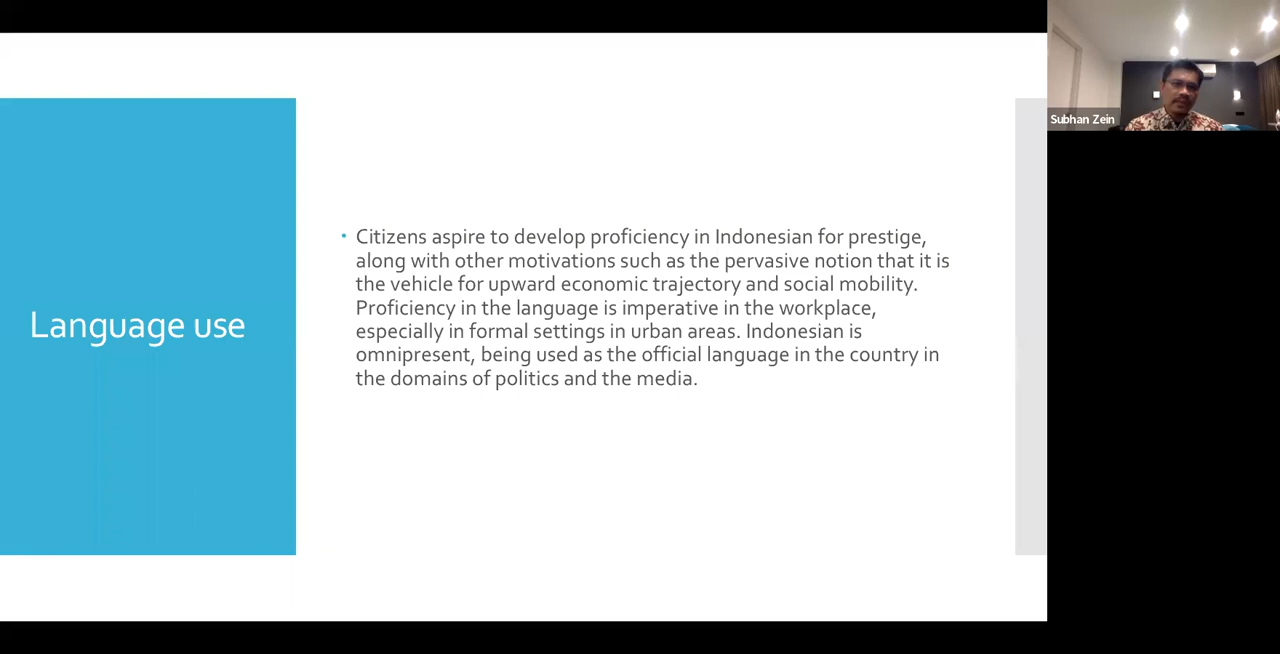 Language use
Citizens aspire to develop proficiency in Indonesian for prestige,
along with other motivations such as the pervasive notion that it is
the vehicle for upward economic trajectory and social mobility.
Proficiency in the language is imperative in the workplace,
especially in formal settings in urban areas. Indonesian is
omnipresent, being used as the official language in the country in
the domains of politics and the media.
Subhan Zein